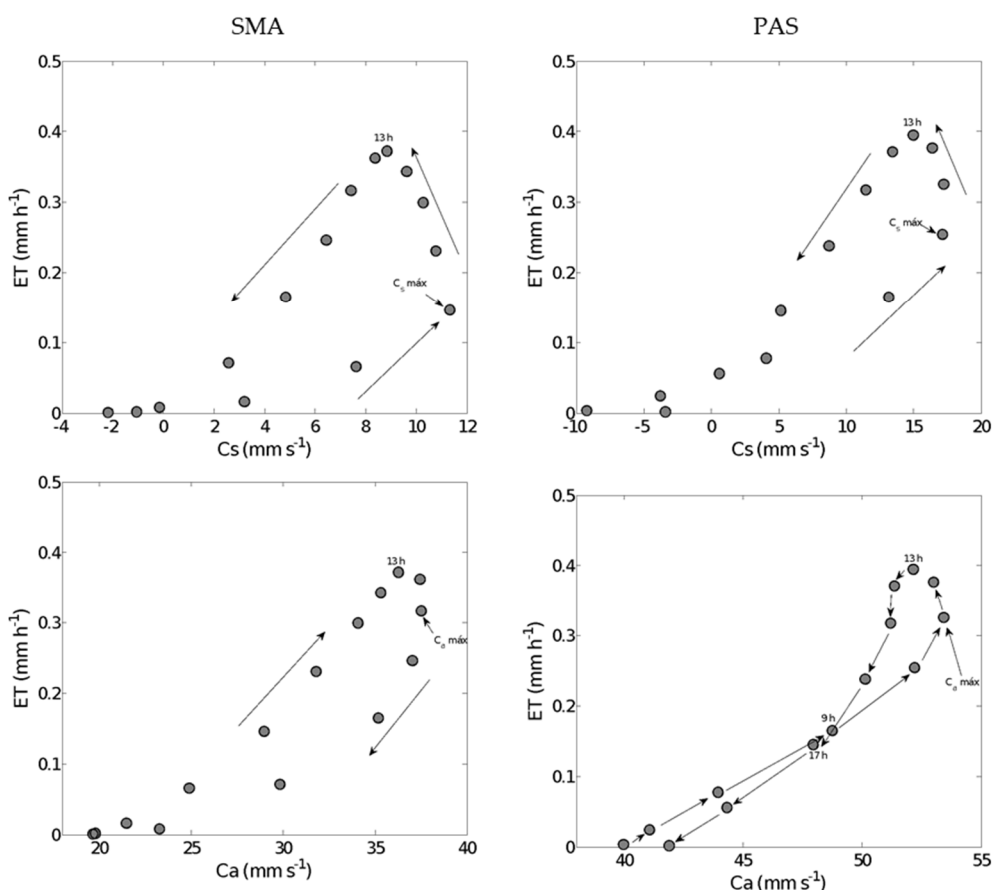 SMA
PAS
0.5
0.4
0.3
0.2
0.1
0
ET (mm h⁻¹)
13 h
Cₛ máx
-4 -2 0 2 4 6 8 10 12
Cs (mm s⁻¹)
0.5
0.4
0.3
0.2
0.1
0
ET (mm h⁻¹)
13 h
Cₛ máx
-10 -5 0 5 10 15 20
Cs (mm s⁻¹)
0.5
0.4
0.3
0.2
0.1
0
ET (mm h⁻¹)
13 h
Cₐ máx
20 25 30 35 40
Ca (mm s⁻¹)
0.5
0.4
0.3
0.2
0.1
0
ET (mm h⁻¹)
13 h
9 h
17 h
Cₐ máx
40 45 50 55
Ca (mm s⁻¹)